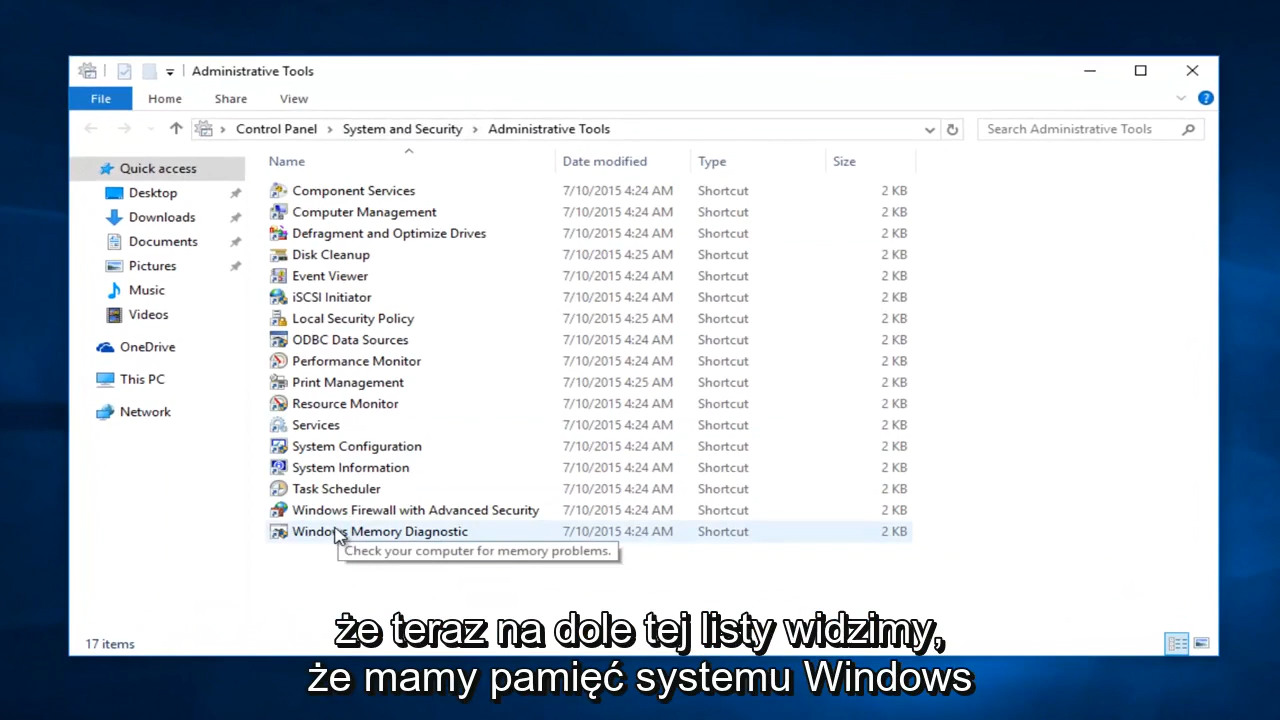 Administrative Tools
File Home Share View
Control Panel System and Security Administrative Tools Search Administrative Tools
Name Date modified Type Size
Quick access
Desktop
Downloads
Documents
Pictures
Music
Videos
OneDrive
This PC
Network
Component Services 7/10/2015 4:24 AM Shortcut 2 KB
Computer Management 7/10/2015 4:24 AM Shortcut 2 KB
Defragment and Optimize Drives 7/10/2015 4:24 AM Shortcut 2 KB
Disk Cleanup 7/10/2015 4:25 AM Shortcut 2 KB
Event Viewer 7/10/2015 4:24 AM Shortcut 2 KB
iSCSI Initiator 7/10/2015 4:24 AM Shortcut 2 KB
Local Security Policy 7/10/2015 4:25 AM Shortcut 2 KB
ODBC Data Sources 7/10/2015 4:24 AM Shortcut 2 KB
Performance Monitor 7/10/2015 4:24 AM Shortcut 2 KB
Print Management 7/10/2015 4:25 AM Shortcut 2 KB
Resource Monitor 7/10/2015 4:24 AM Shortcut 2 KB
Services 7/10/2015 4:24 AM Shortcut 2 KB
System Configuration 7/10/2015 4:24 AM Shortcut 2 KB
System Information 7/10/2015 4:24 AM Shortcut 2 KB
Task Scheduler 7/10/2015 4:24 AM Shortcut 2 KB
Windows Firewall with Advanced Security 7/10/2015 4:24 AM Shortcut 2 KB
Windows Memory Diagnostic 7/10/2015 4:24 AM Shortcut 2 KB
Check your computer for memory problems.
17 items
że teraz na dole tej listy widzimy,
że mamy pamięć systemu Windows